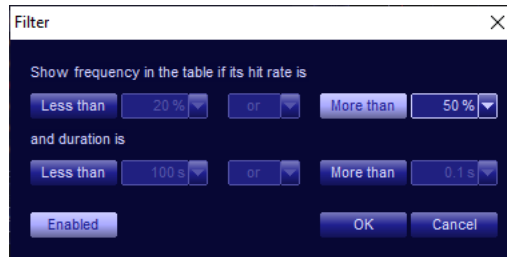 Filter
Show frequency in the table if its hit rate is
Less than 20 % or More than 50 %
and duration is
Less than 100 s or More than 0.1 s
Enabled OK Cancel